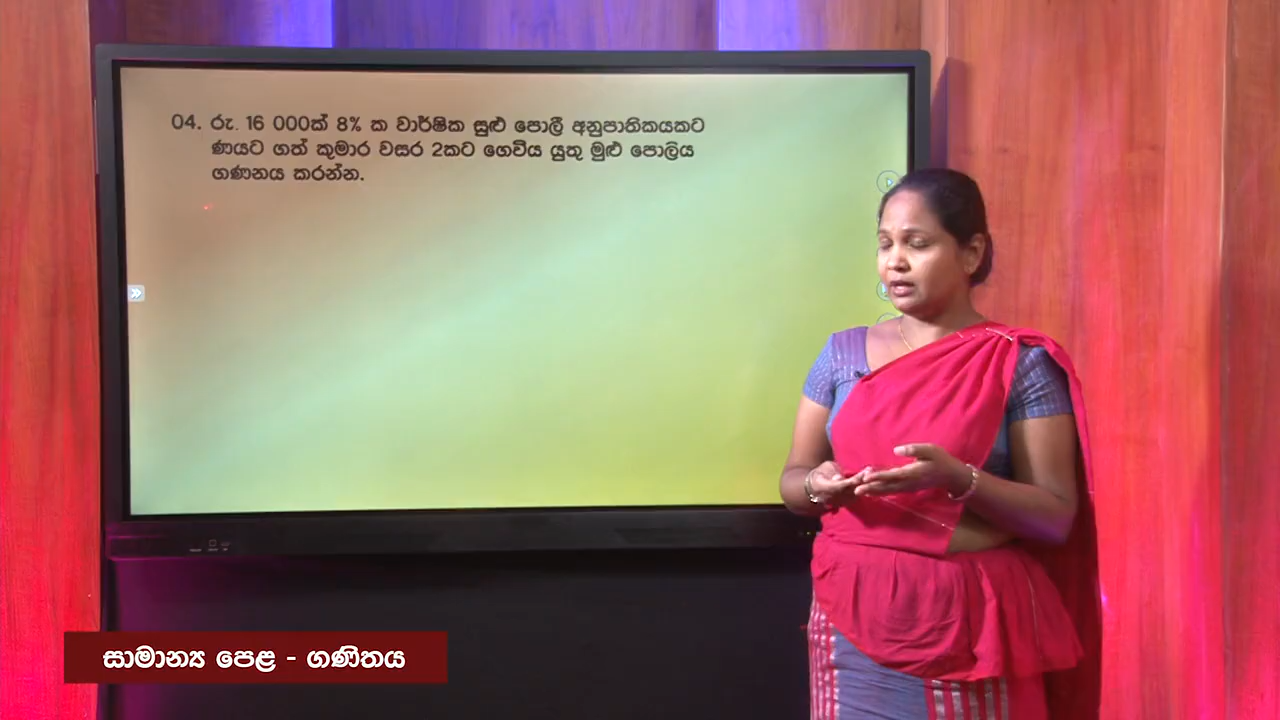 04. රු. 16 000ක් 8% ක වාර්ෂික සුළු පොලී අනුපාතිකයකට
ණයට ගත් කුමාර වසර 2කට ගෙවිය යුතු මුළු පොලිය
ගණනය කරන්න.
සාමාන්‍ය පෙළ - ගණිතය